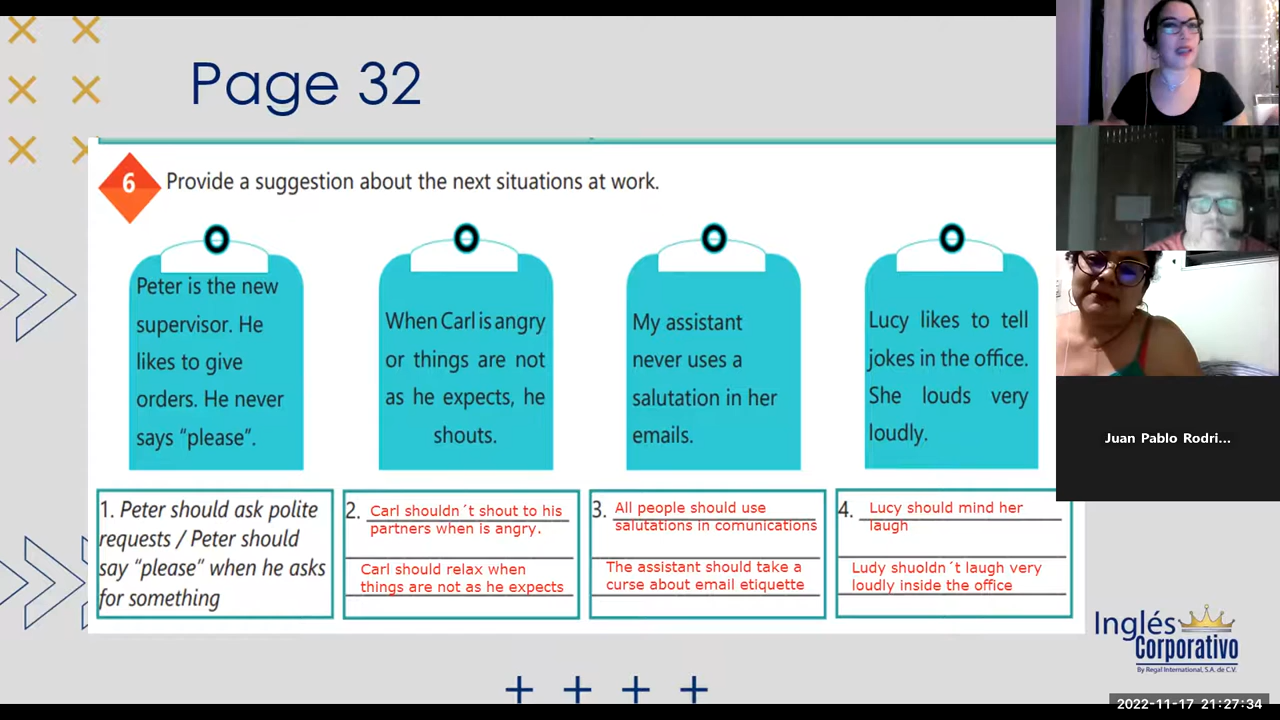 Page 32
6
Provide a suggestion about the next situations at work.
Peter is the new
supervisor. He
likes to give
orders. He never
says “please”.
When Carl is angry
or things are not
as he expects, he
shouts.
My assistant
never uses a
salutation in her
emails.
Lucy likes to tell
jokes in the office.
She louds very
loudly.
1. Peter should ask polite
requests / Peter should
say “please” when he asks
for something
2. Carl shouldn´t shout to his
partners when is angry.
Carl should relax when
things are not as he expects
3. All people should use
salutations in comunications
The assistant should take a
curse about email etiquette
4. Lucy should mind her
laugh
Ludy shuoldn´t laugh very
loudly inside the office
Juan Pablo Rodri...
Inglés
Corporativo
By Regal International, S.A. de C.V.
2022-11-17 21:27:34